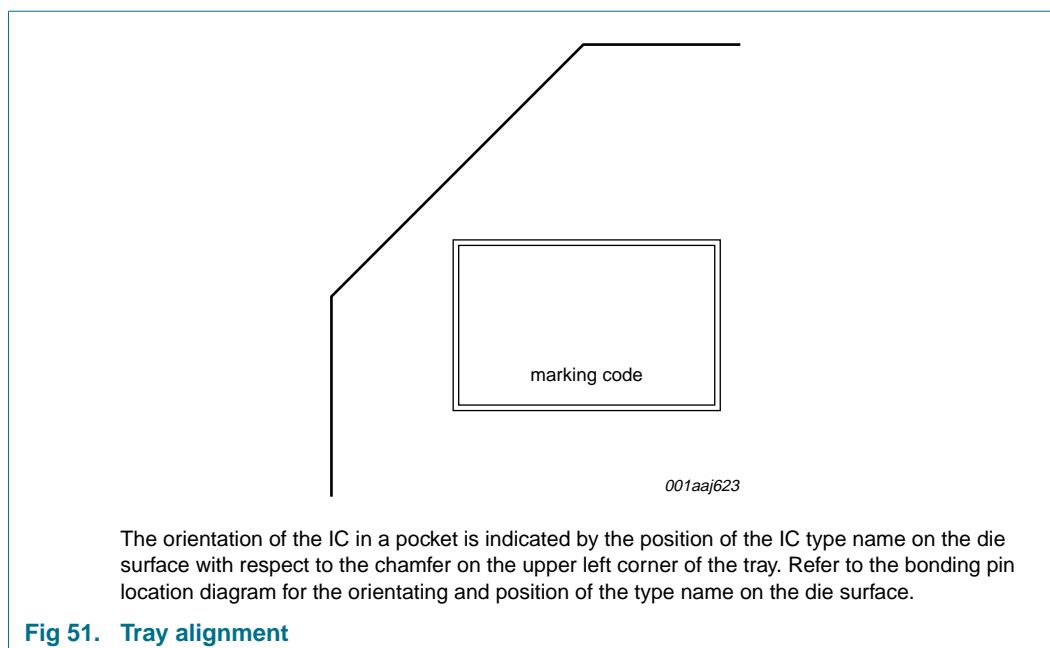 marking code
001aaj623
The orientation of the IC in a pocket is indicated by the position of the IC type name on the die
surface with respect to the chamfer on the upper left corner of the tray. Refer to the bonding pin
location diagram for the orientating and position of the type name on the die surface.
Fig 51. Tray alignment